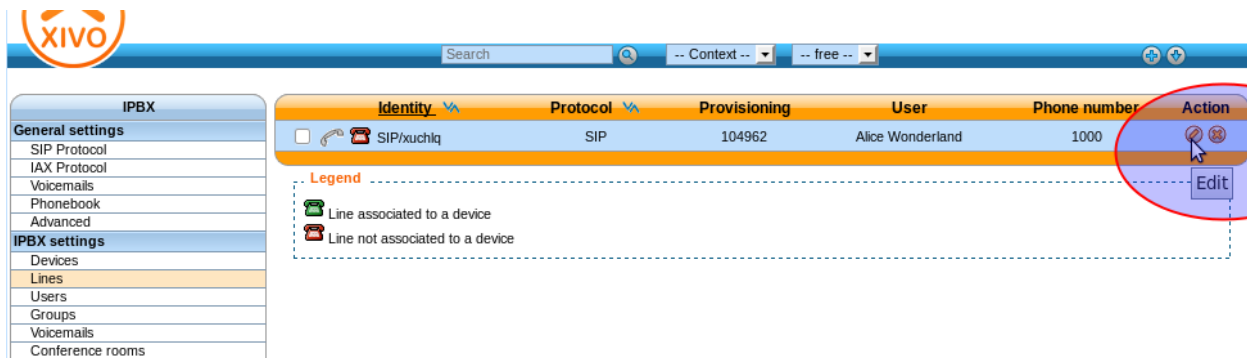 XIVO
Search
-- Context --
-- free --
IPBX
General settings
SIP Protocol
IAX Protocol
Voicemails
Phonebook
Advanced
IPBX settings
Devices
Lines
Users
Groups
Voicemails
Conference rooms
Identity Protocol Provisioning User Phone number Action
SIP/xuchlq SIP 104962 Alice Wonderland 1000
Edit
Legend
Line associated to a device
Line not associated to a device